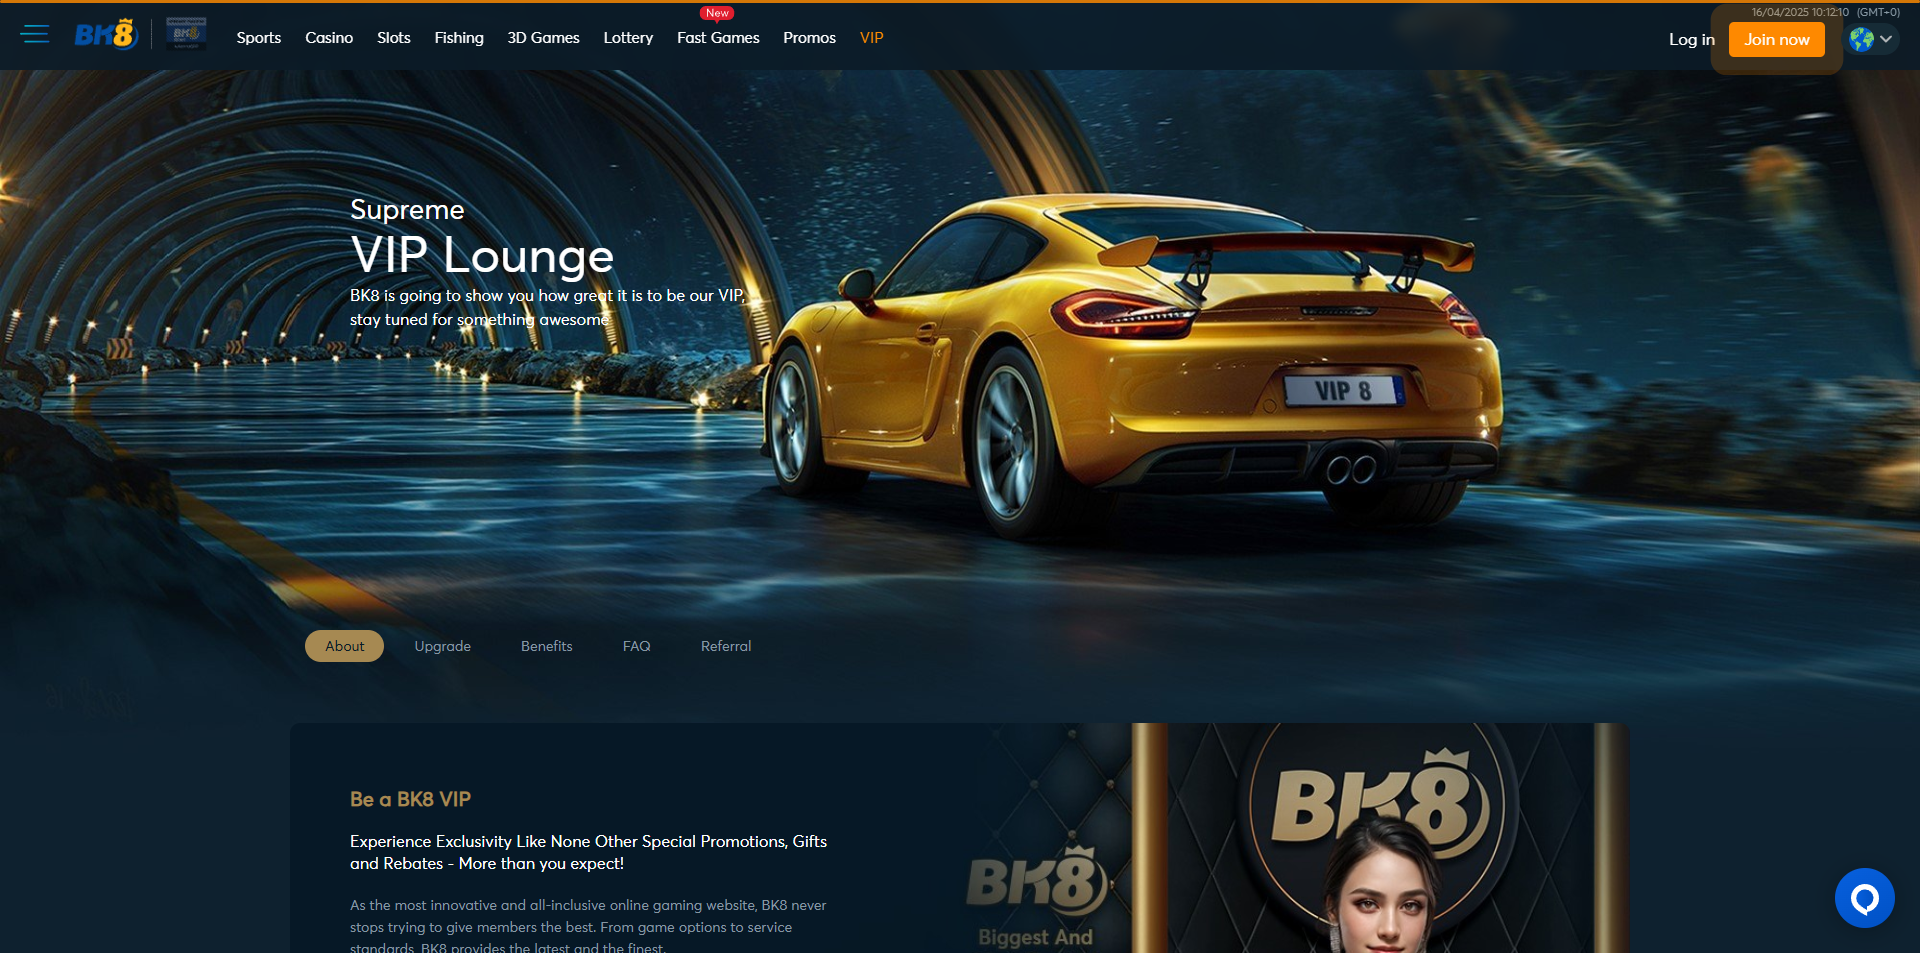 16/04/2025 10:12:10 (GMT+0)
BK8
BK8
Sports
Casino
Slots
Fishing
3D Games
Lottery
New
Fast Games
Promos
VIP
Log in
Join now
Supreme
VIP Lounge
BK8 is going to show you how great it is to be our VIP,
stay tuned for something awesome
VIP 8
About
Upgrade
Benefits
FAQ
Referral
Be a BK8 VIP
Experience Exclusivity Like None Other Special Promotions, Gifts
and Rebates - More than you expect!
As the most innovative and all-inclusive online gaming website, BK8 never
stops trying to give members the best. From game options to service
standards, BK8 provides the latest and the finest.
BK8
Biggest And
BK8